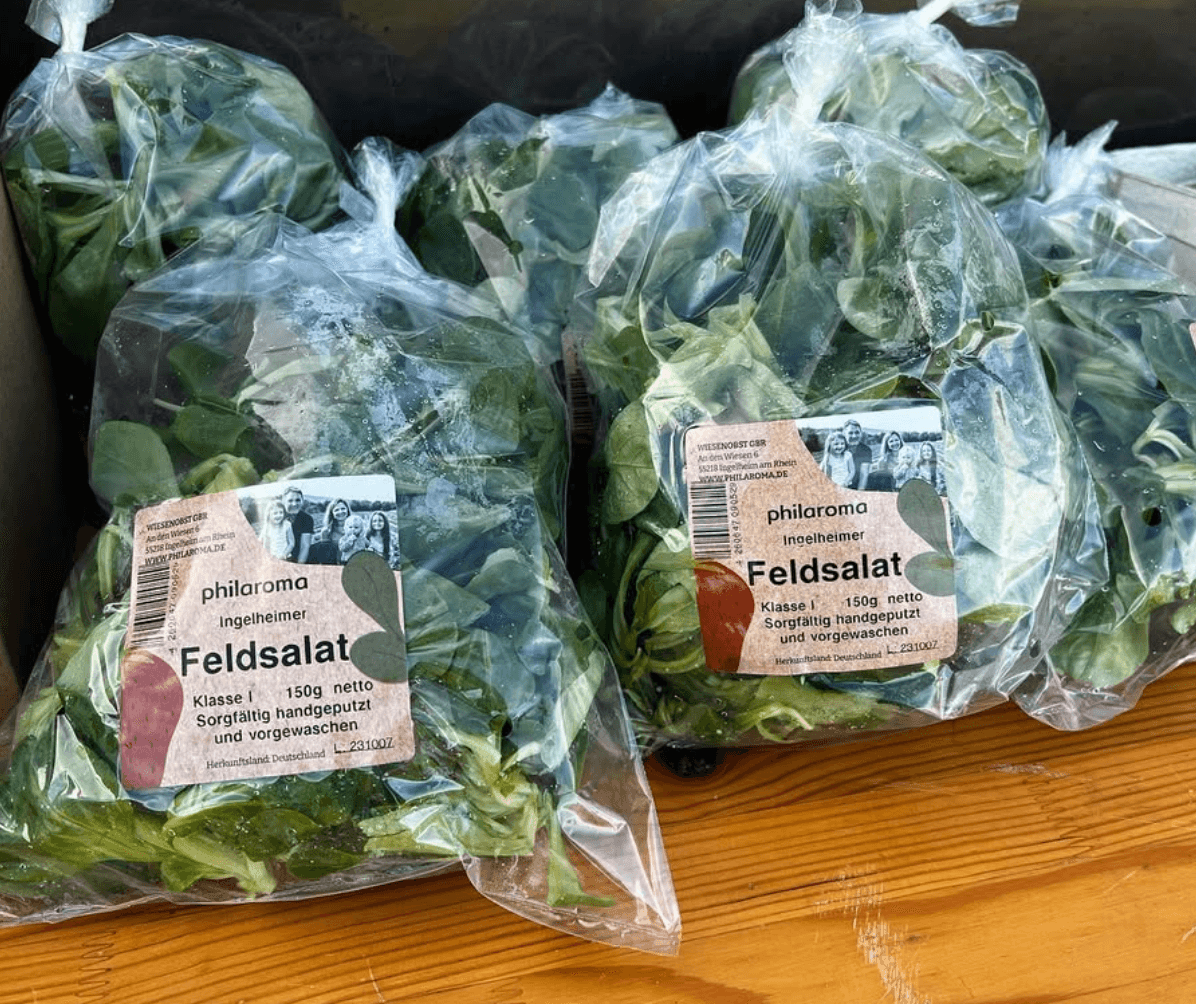 WIESENOBST GBR
An den Wiesen 6
55218 Ingelheim am Rhein
WWW.PHILAROMA.DE
philaroma
Ingelheimer
Feldsalat
Klasse I 150g netto
Sorgfältig handgeputzt
und vorgewaschen
Herkunftsland: Deutschland L: 231007
WIESENOBST GBR
An den Wiesen 6
55218 Ingelheim am Rhein
WWW.PHILAROMA.DE
philaroma
Ingelheimer
Feldsalat
Klasse I 150g netto
Sorgfältig handgeputzt
und vorgewaschen
Herkunftsland: Deutschland L: 231007